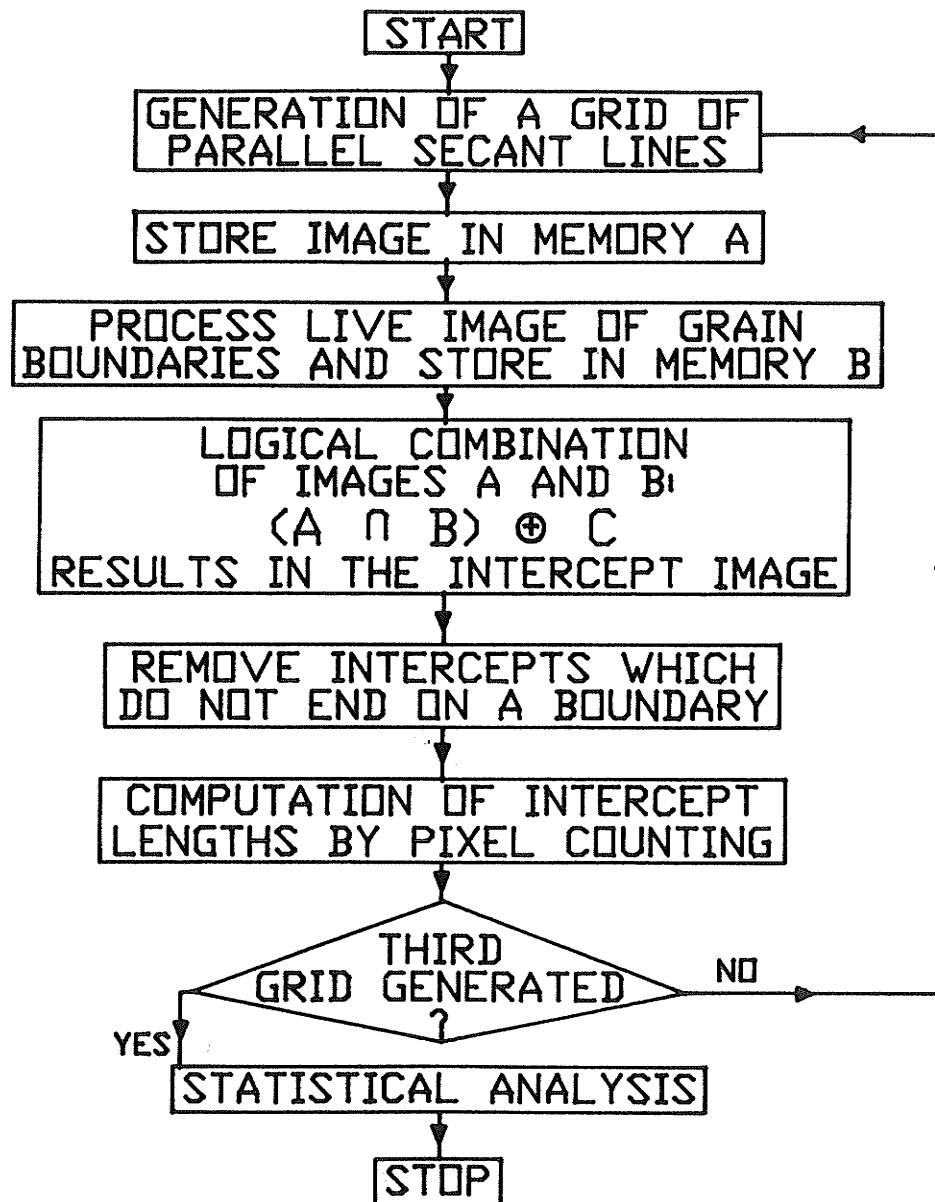 START
GENERATION OF A GRID OF
PARALLEL SECANT LINES
STORE IMAGE IN MEMORY A
PROCESS LIVE IMAGE OF GRAIN
BOUNDARIES AND STORE IN MEMORY B
LOGICAL COMBINATION
OF IMAGES A AND B:
(A ∩ B) ⊕ C
RESULTS IN THE INTERCEPT IMAGE
REMOVE INTERCEPTS WHICH
DO NOT END ON A BOUNDARY
COMPUTATION OF INTERCEPT
LENGTHS BY PIXEL COUNTING
THIRD
GRID GENERATED
?
NO
YES
STATISTICAL ANALYSIS
STOP